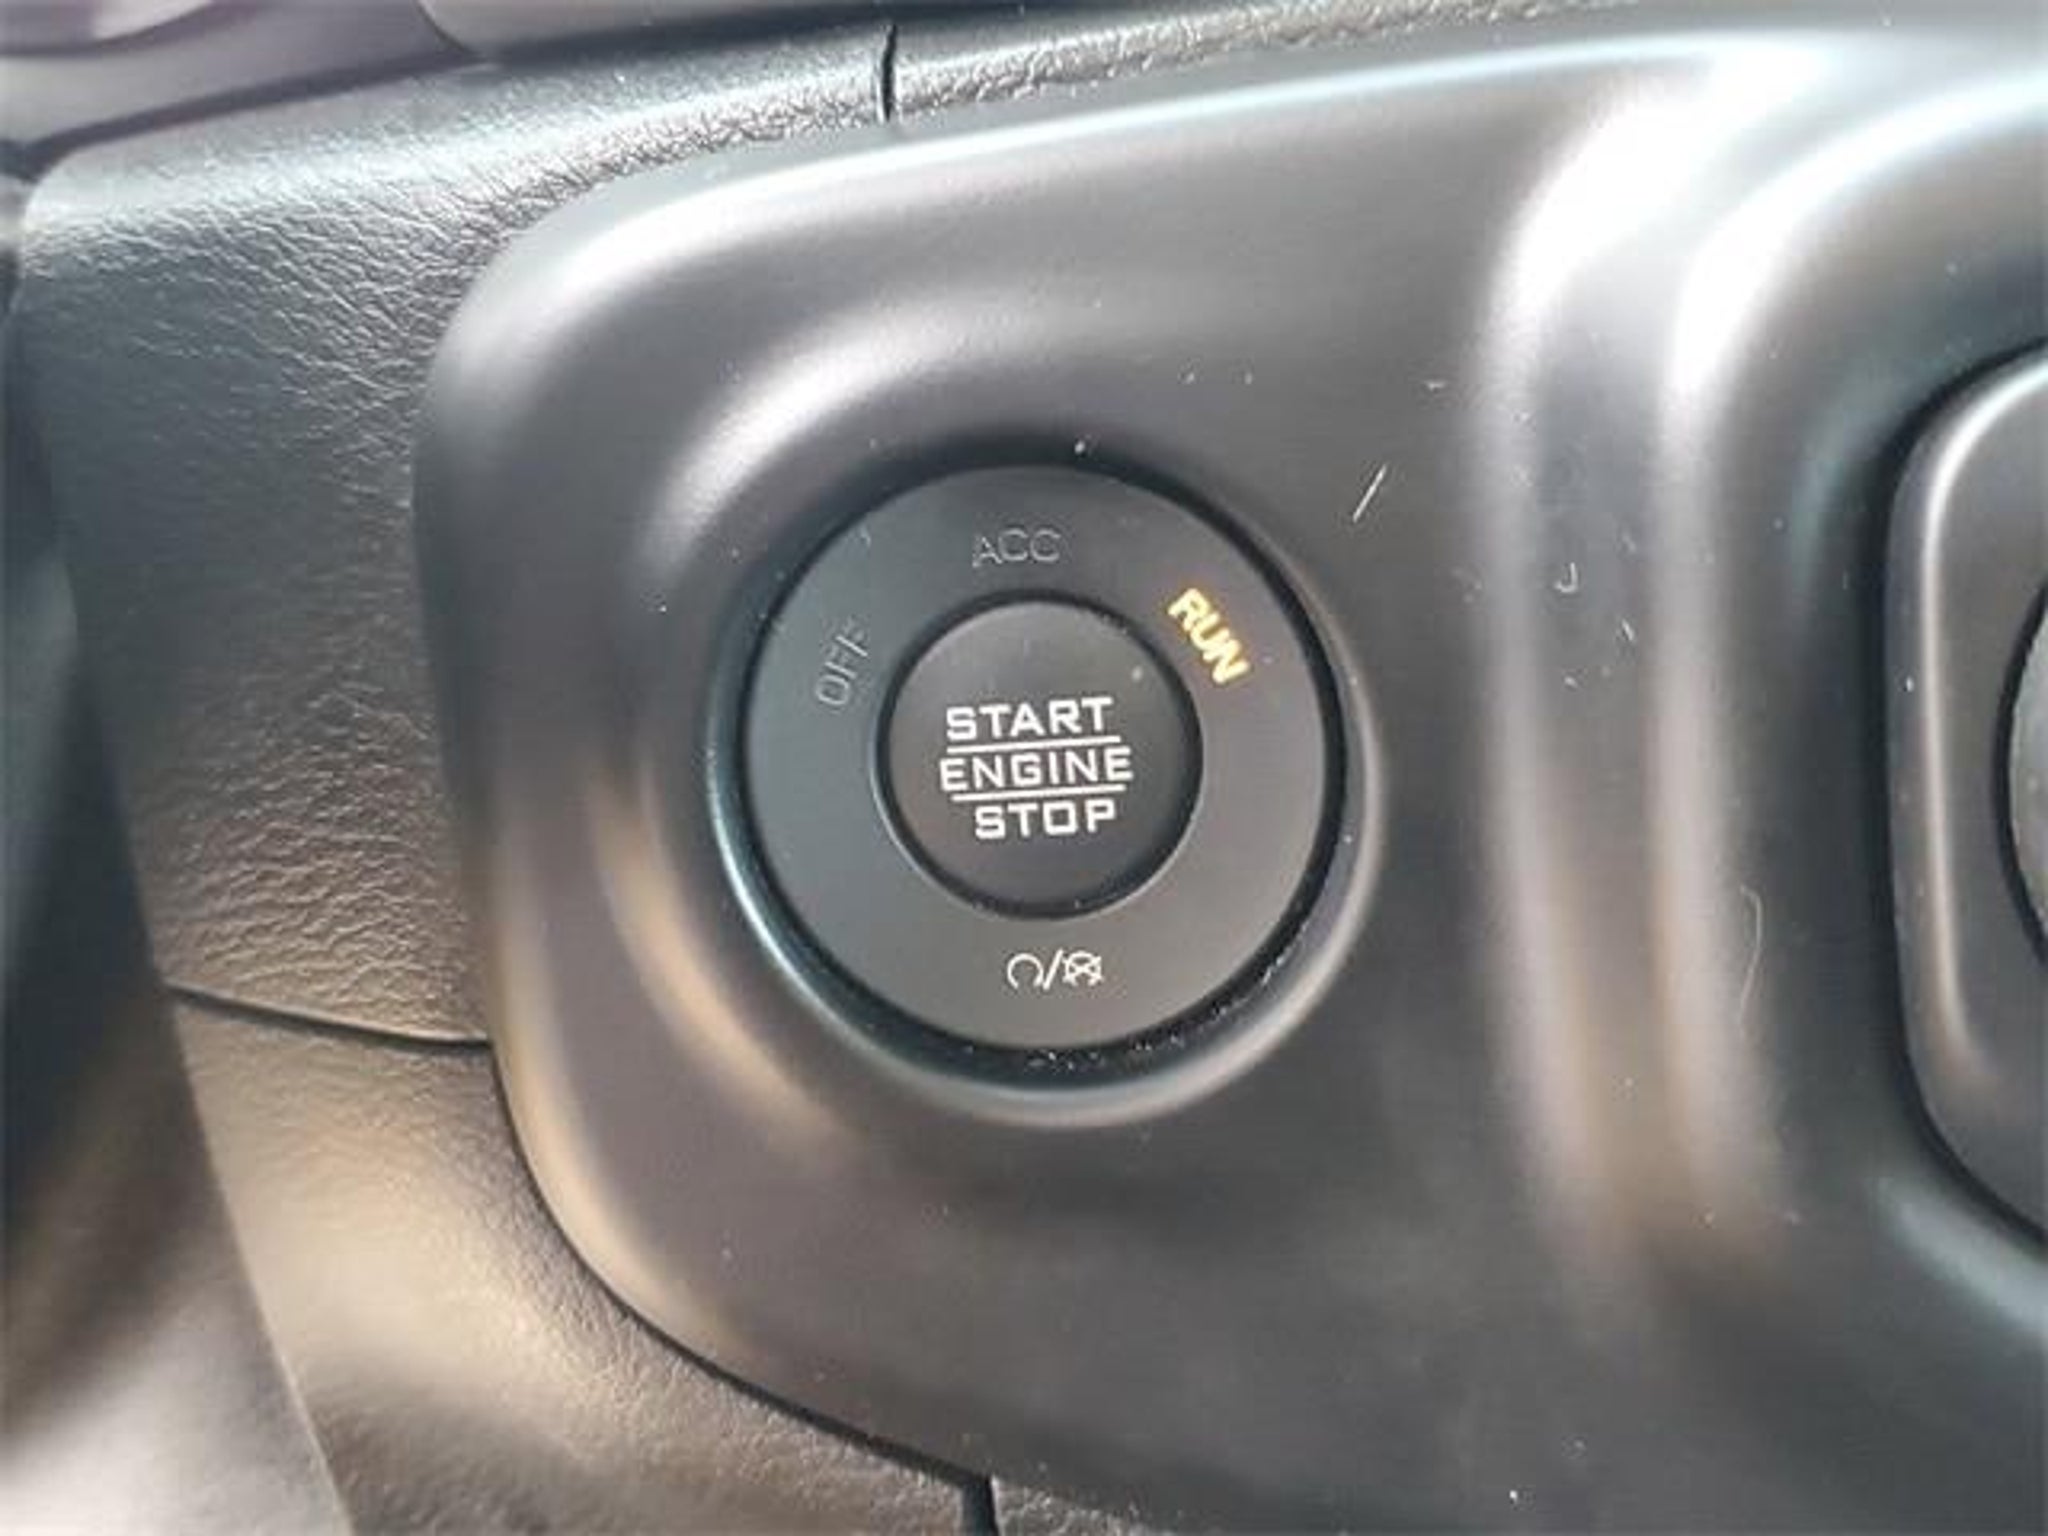 ACC
OFF
RUN
START
ENGINE
STOP